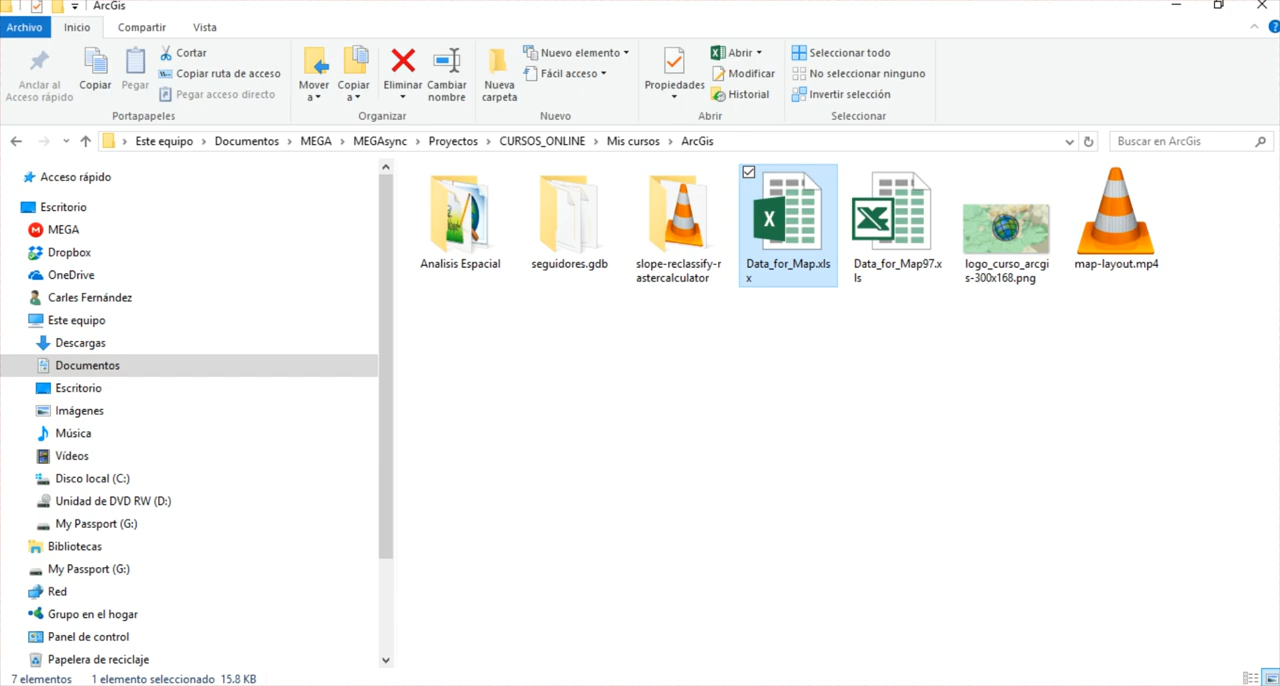 ArcGis
Archivo Inicio Compartir Vista
Anclar al Acceso rápido
Copiar
Pegar
Cortar
Copiar ruta de acceso
Pegar acceso directo
Portapapeles
Mover a
Copiar a
Eliminar
Cambiar nombre
Organizar
Nueva carpeta
Nuevo elemento
Fácil acceso
Nuevo
Propiedades
Abrir
Modificar
Historial
Abrir
Seleccionar todo
No seleccionar ninguno
Invertir selección
Seleccionar
Este equipo > Documentos > MEGA > MEGAsync > Proyectos > CURSOS_ONLINE > Mis cursos > ArcGis
Buscar en ArcGis
Acceso rápido
Escritorio
MEGA
Dropbox
OneDrive
Carles Fernández
Este equipo
Descargas
Documentos
Escritorio
Imágenes
Música
Vídeos
Disco local (C:)
Unidad de DVD RW (D:)
My Passport (G:)
Bibliotecas
My Passport (G:)
Red
Grupo en el hogar
Panel de control
Papelera de reciclaje
Analisis Espacial
seguidores.gdb
slope-reclassify-r
astercalculator
Data_for_Map.xls
x
Data_for_Map97.x
ls
logo_curso_arcgi
s-300x168.png
map-layout.mp4
7 elementos 1 elemento seleccionado 15.8 KB